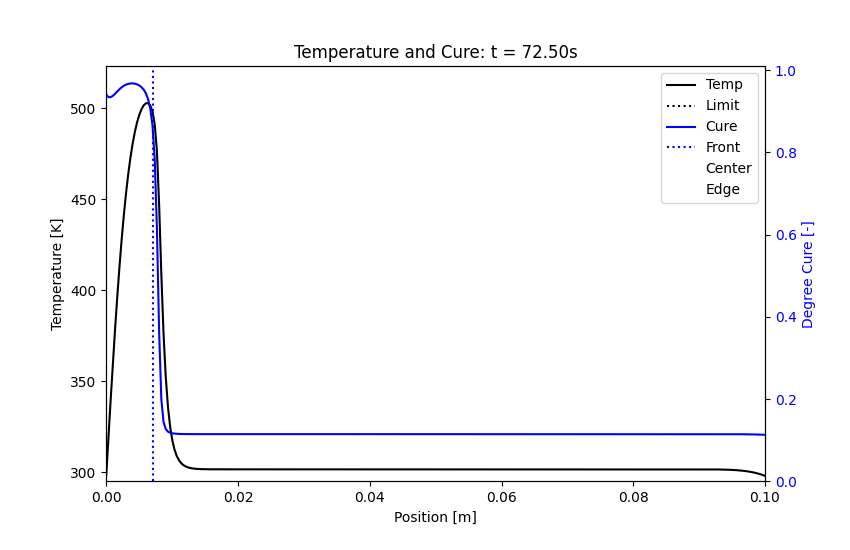 Temperature and Cure: t = 72.50s
Temp
Limit
Cure
Front
Center
Edge
Temperature [K]
500
450
400
350
300
Degree Cure [-]
1.0
0.8
0.6
0.4
0.2
0.0
0.00 0.02 0.04 0.06 0.08 0.10
Position [m]